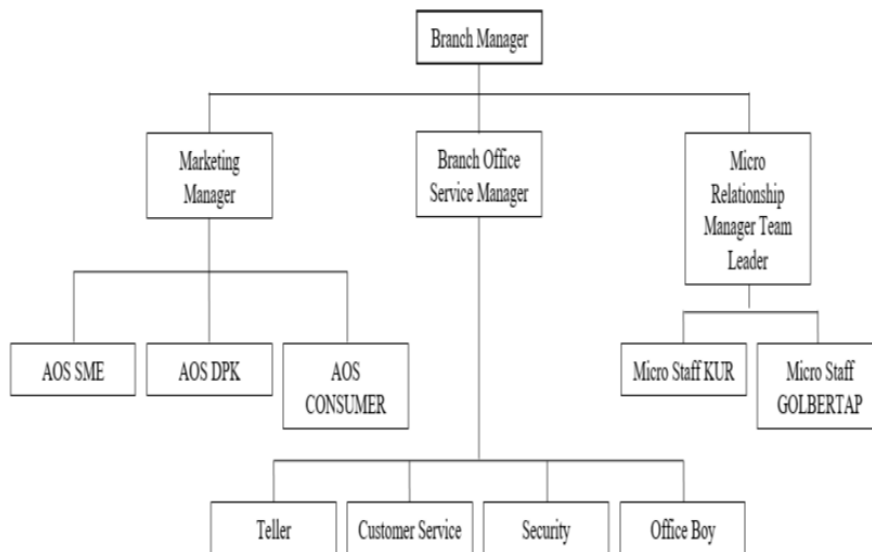 Branch Manager
Marketing
Manager
Branch Office
Service Manager
Micro
Relationship
Manager Team
Leader
AOS SME
AOS DPK
AOS
CONSUMER
Micro Staff KUR
Micro Staff
GOLBERTAP
Teller
Customer Service
Security
Office Boy